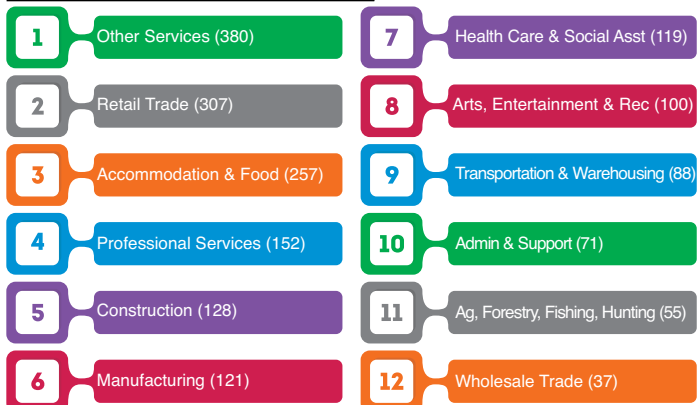 1 Other Services (380)
2 Retail Trade (307)
3 Accommodation & Food (257)
4 Professional Services (152)
5 Construction (128)
6 Manufacturing (121)
7 Health Care & Social Asst (119)
8 Arts, Entertainment & Rec (100)
9 Transportation & Warehousing (88)
10 Admin & Support (71)
11 Ag, Forestry, Fishing, Hunting (55)
12 Wholesale Trade (37)